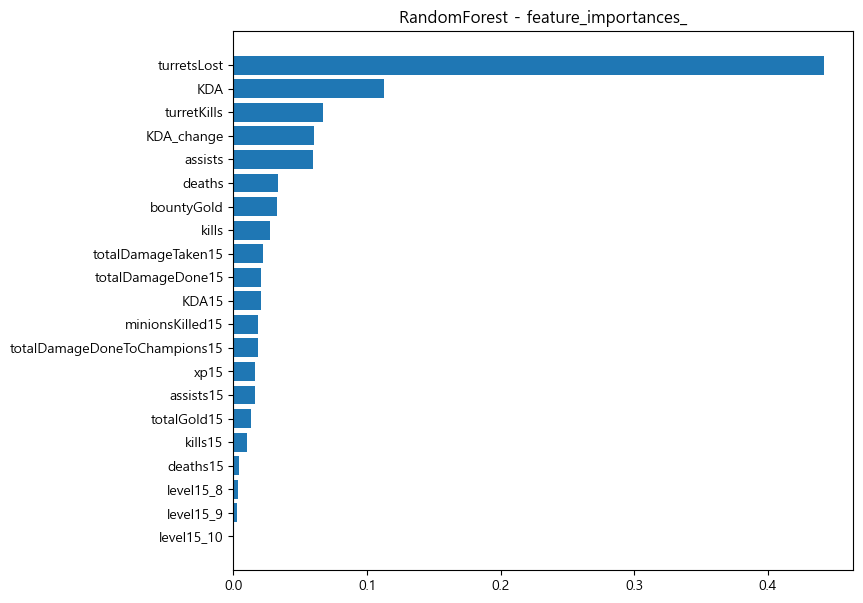 RandomForest - feature_importances_
turretsLost
KDA
turretKills
KDA_change
assists
deaths
bountyGold
kills
totalDamageTaken15
totalDamageDone15
KDA15
minionsKilled15
totalDamageDoneToChampions15
xp15
assists15
totalGold15
kills15
deaths15
level15_8
level15_9
level15_10
0.0 0.1 0.2 0.3 0.4